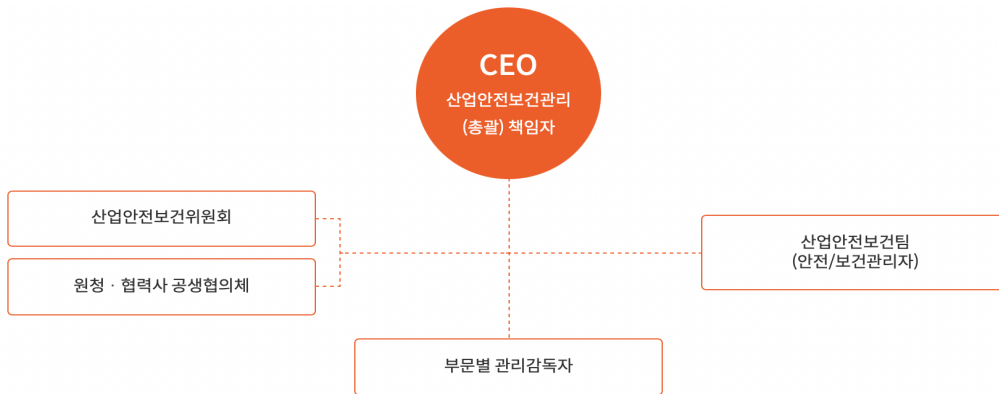 CEO
산업안전보건관리
(총괄) 책임자
산업안전보건위원회
원청 · 협력사 공생협의체
산업안전보건팀
(안전/보건관리자)
부문별 관리감독자